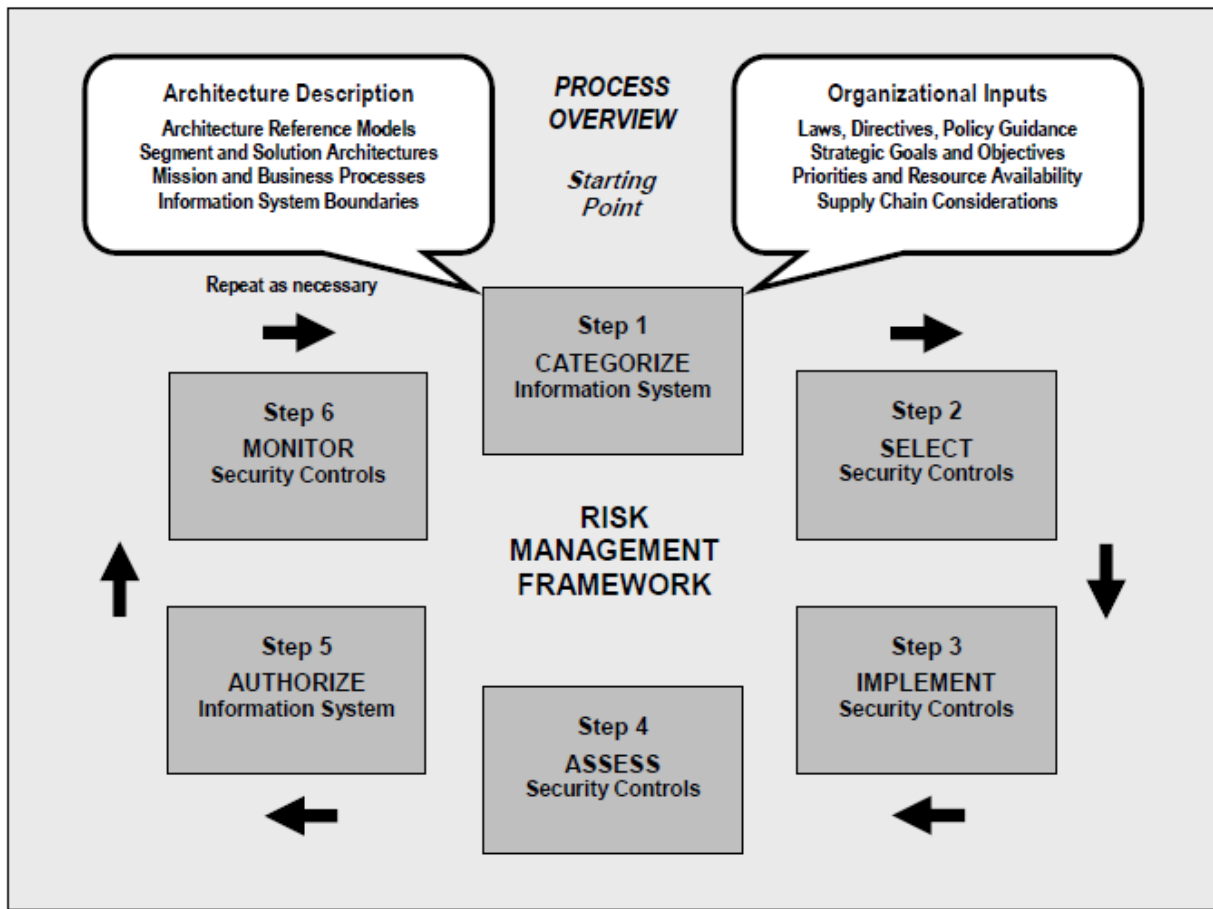 Architecture Description
Architecture Reference Models
Segment and Solution Architectures
Mission and Business Processes
Information System Boundaries
PROCESS
OVERVIEW
Starting
Point
Organizational Inputs
Laws, Directives, Policy Guidance
Strategic Goals and Objectives
Priorities and Resource Availability
Supply Chain Considerations
Repeat as necessary
Step 1
CATEGORIZE
Information System
Step 2
SELECT
Security Controls
Step 3
IMPLEMENT
Security Controls
Step 4
ASSESS
Security Controls
Step 5
AUTHORIZE
Information System
Step 6
MONITOR
Security Controls
RISK
MANAGEMENT
FRAMEWORK